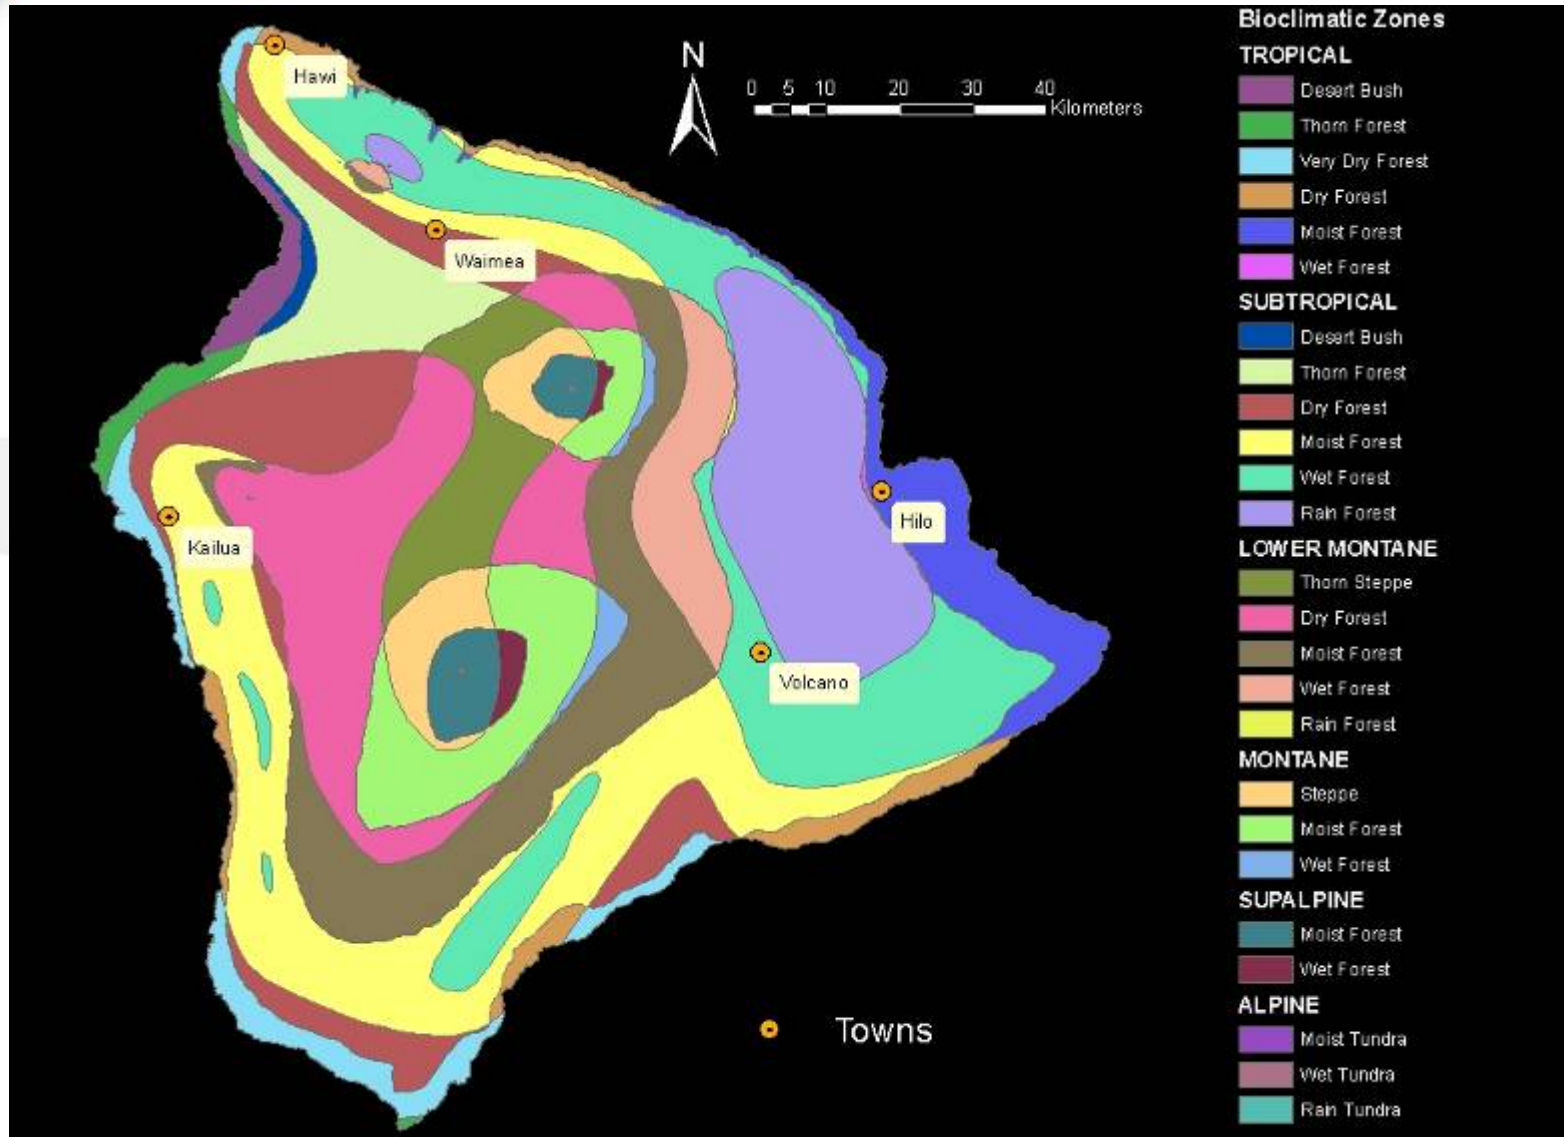 Hawi
Waimea
Kailua
Hilo
Volcano
N
0 5 10 20 30 40
Kilometers
Towns
Bioclimatic Zones
TROPICAL
Desert Bush
Thorn Forest
Very Dry Forest
Dry Forest
Moist Forest
Wet Forest
SUBTROPICAL
Desert Bush
Thorn Forest
Dry Forest
Moist Forest
Wet Forest
Rain Forest
LOWER MONTANE
Thorn Steppe
Dry Forest
Moist Forest
Wet Forest
Rain Forest
MONTANE
Steppe
Moist Forest
Wet Forest
SUPALPINE
Moist Forest
Wet Forest
ALPINE
Moist Tundra
Wet Tundra
Rain Tundra